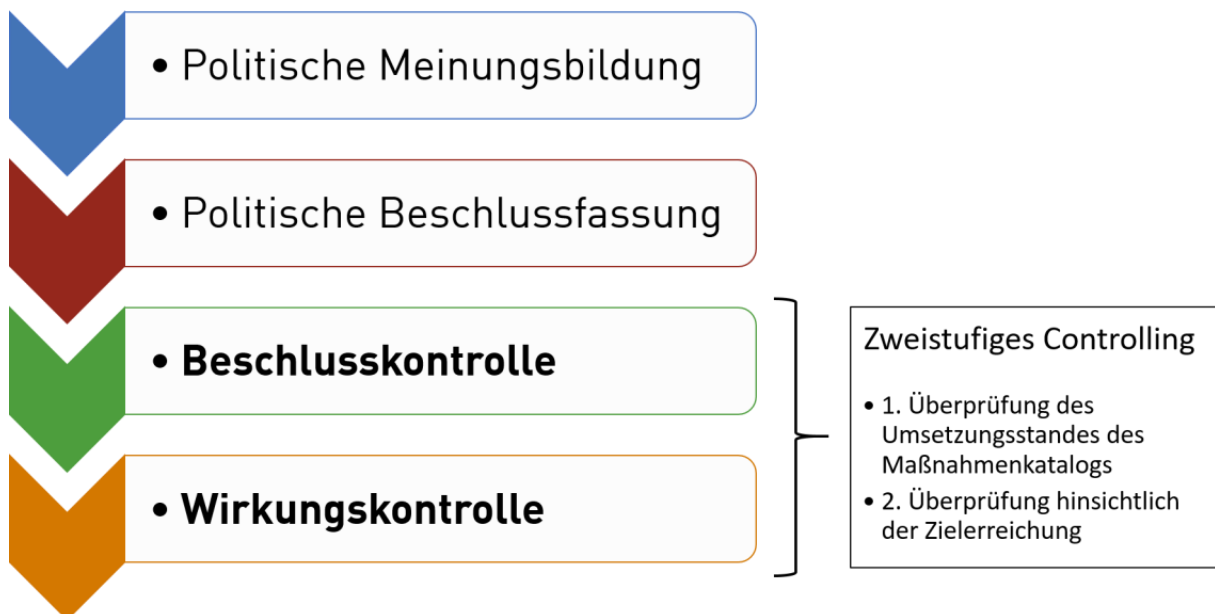 • Politische Meinungsbildung
• Politische Beschlussfassung
• Beschlusskontrolle
• Wirkungskontrolle
Zweistufiges Controlling
• 1. Überprüfung des
Umsetzungsstandes des
Maßnahmenkatalogs
• 2. Überprüfung hinsichtlich
der Zielerreichung